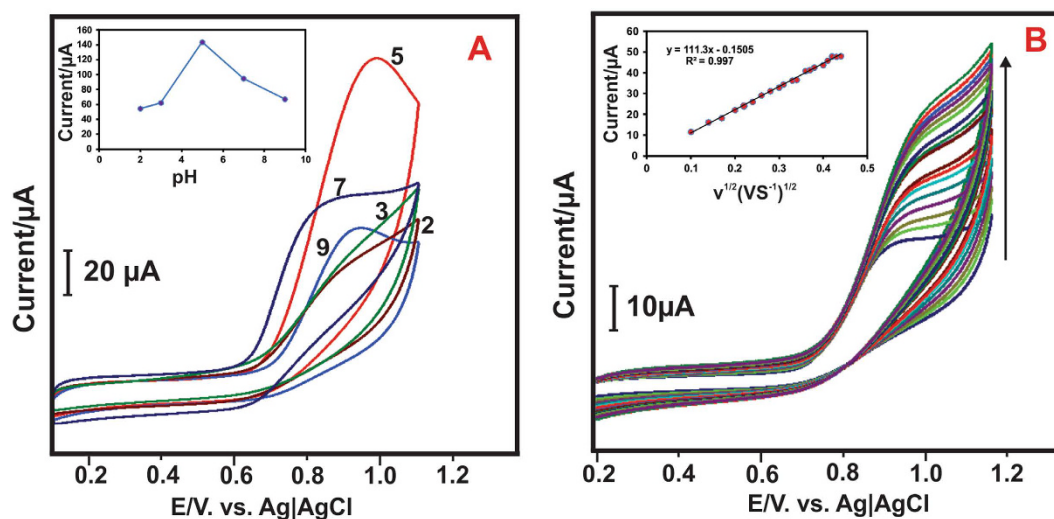 A
Current/µA
160
140
120
100
80
60
40
20
0
0 2 4 6 8 10
pH
5
7
3
2
9
20 µA
Current/µA
0.2 0.4 0.6 0.8 1.0 1.2
E/V. vs. Ag|AgCl
B
Current/µA
60
50
40
30
20
10
0
y = 111.3x - 0.1505
R² = 0.997
0 0.1 0.2 0.3 0.4 0.5
ν¹/²(VS⁻¹)¹/²
10µA
Current/µA
0.2 0.4 0.6 0.8 1.0 1.2
E/V. vs. Ag|AgCl